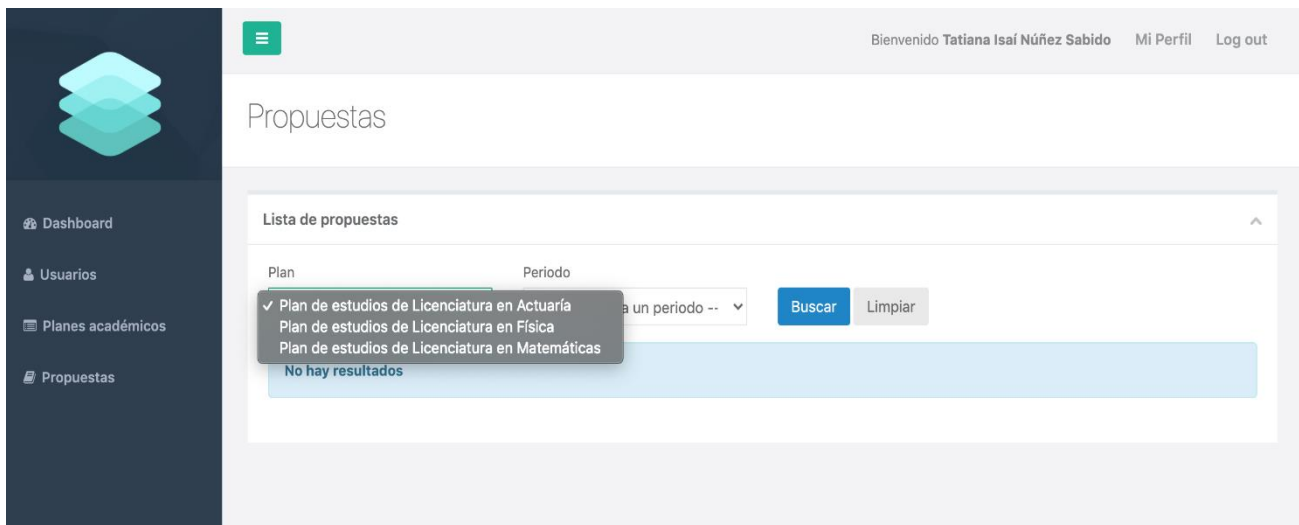 Bienvenido Tatiana Isaí Núñez Sabido Mi Perfil Log out
Propuestas
Dashboard
Usuarios
Planes académicos
Propuestas
Lista de propuestas
Plan Periodo
✓ Plan de estudios de Licenciatura en Actuaría
Plan de estudios de Licenciatura en Física
Plan de estudios de Licenciatura en Matemáticas
a un periodo -- Buscar Limpiar
No hay resultados